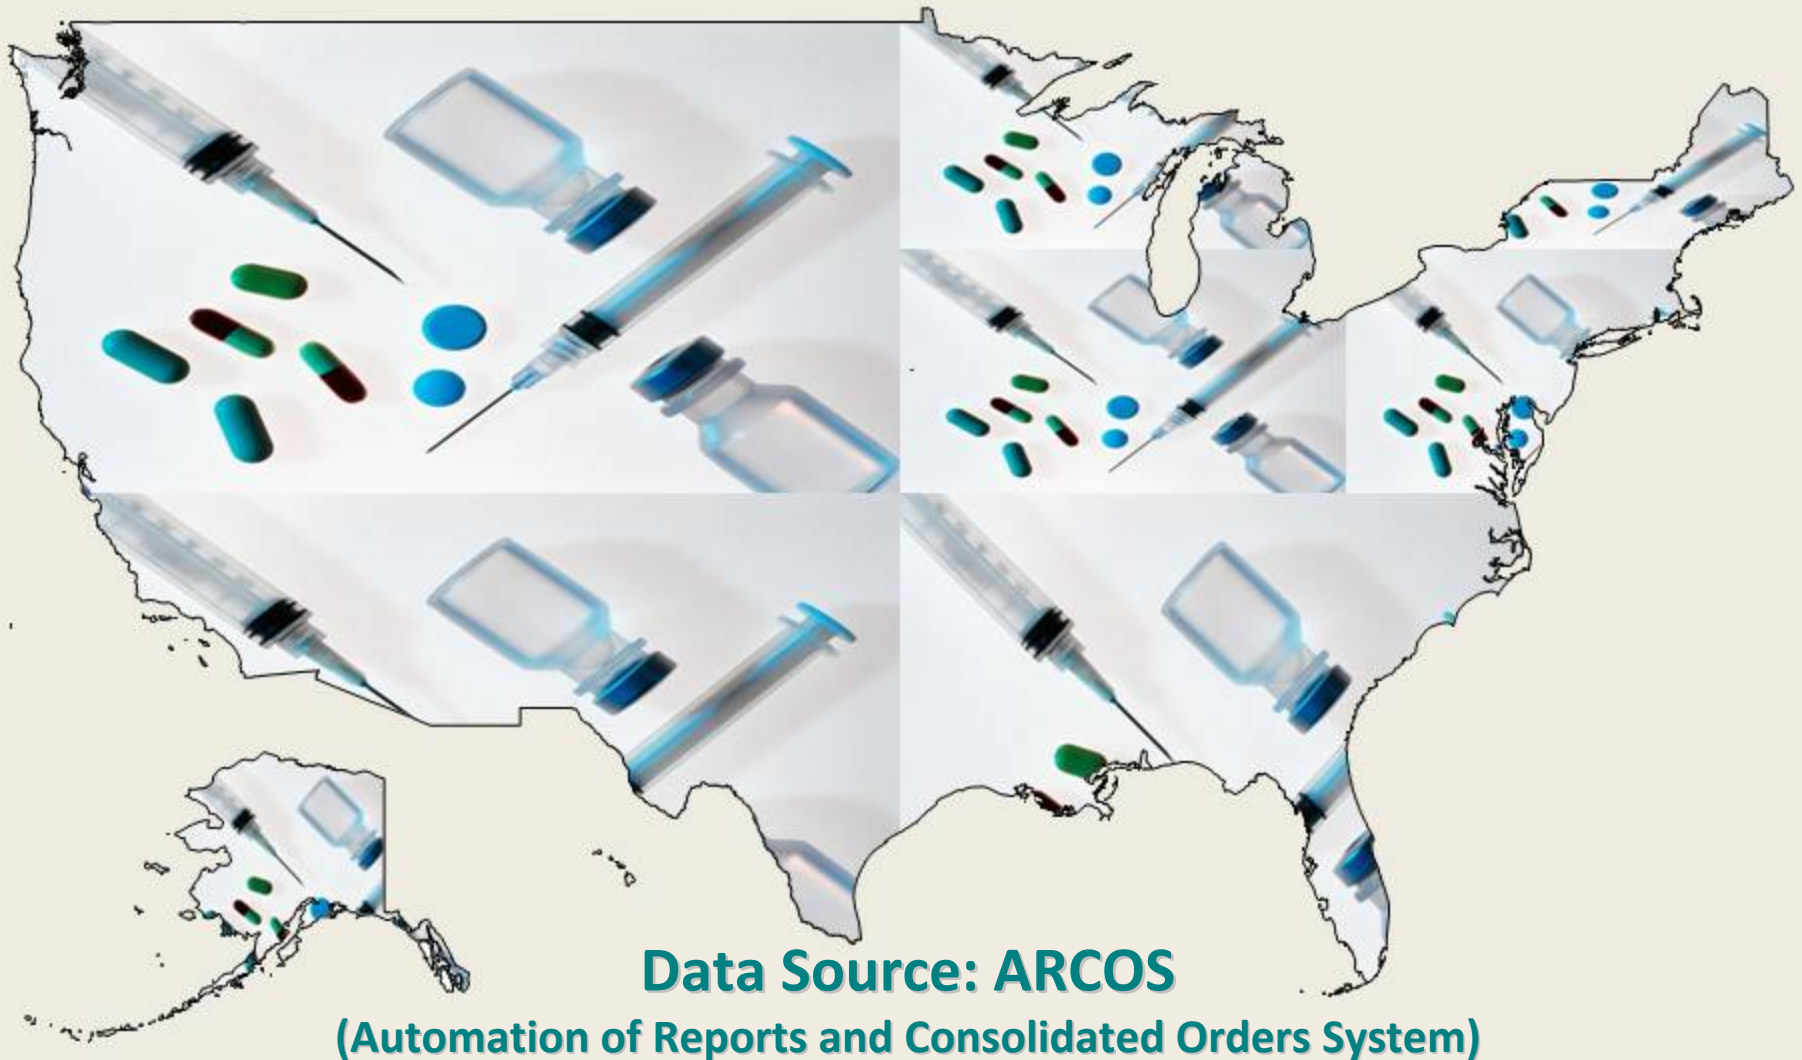 Data Source: ARCOS
(Automation of Reports and Consolidated Orders System)